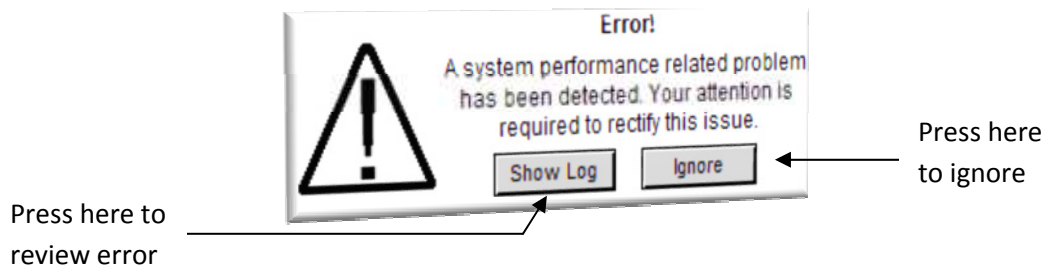 Error!
A system performance related problem
has been detected. Your attention is
required to rectify this issue.
Show Log
Ignore
Press here
to ignore
Press here to
review error